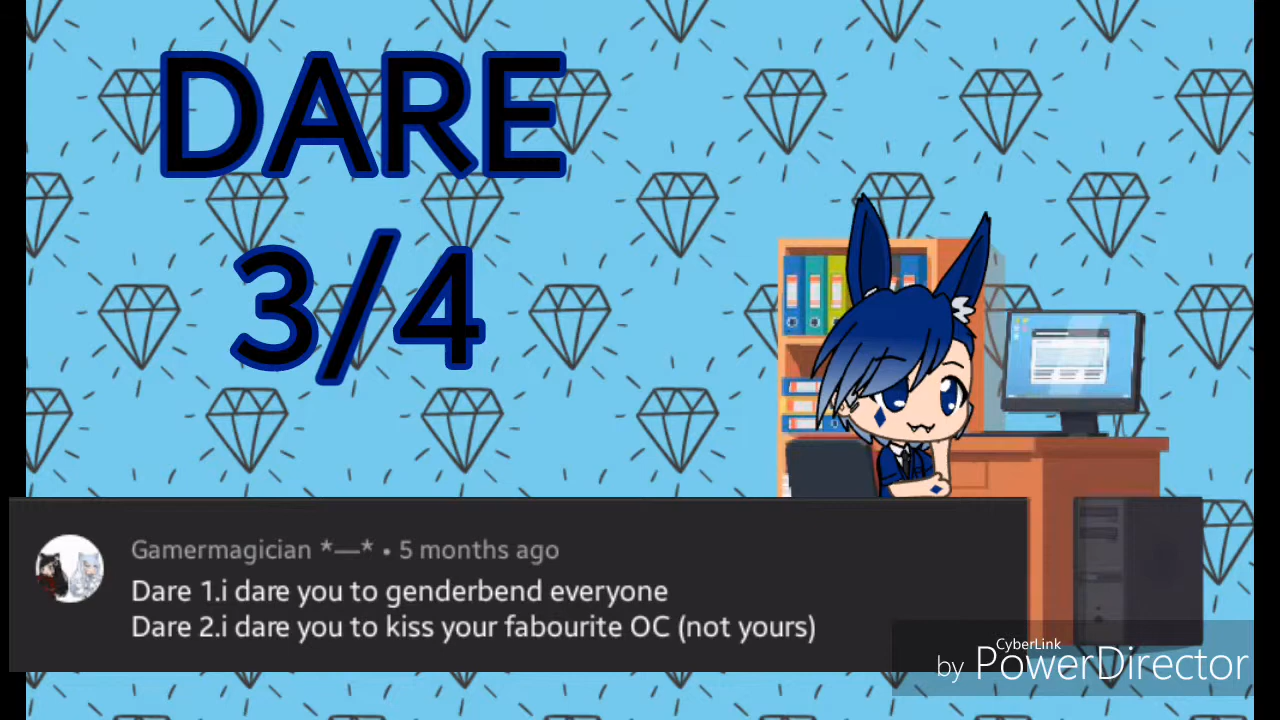 DARE
3/4
Gamermagician *—* • 5 months ago
Dare 1.i dare you to genderbend everyone
Dare 2.i dare you to kiss your fabourite OC (not yours)
CyberLink
by PowerDirector